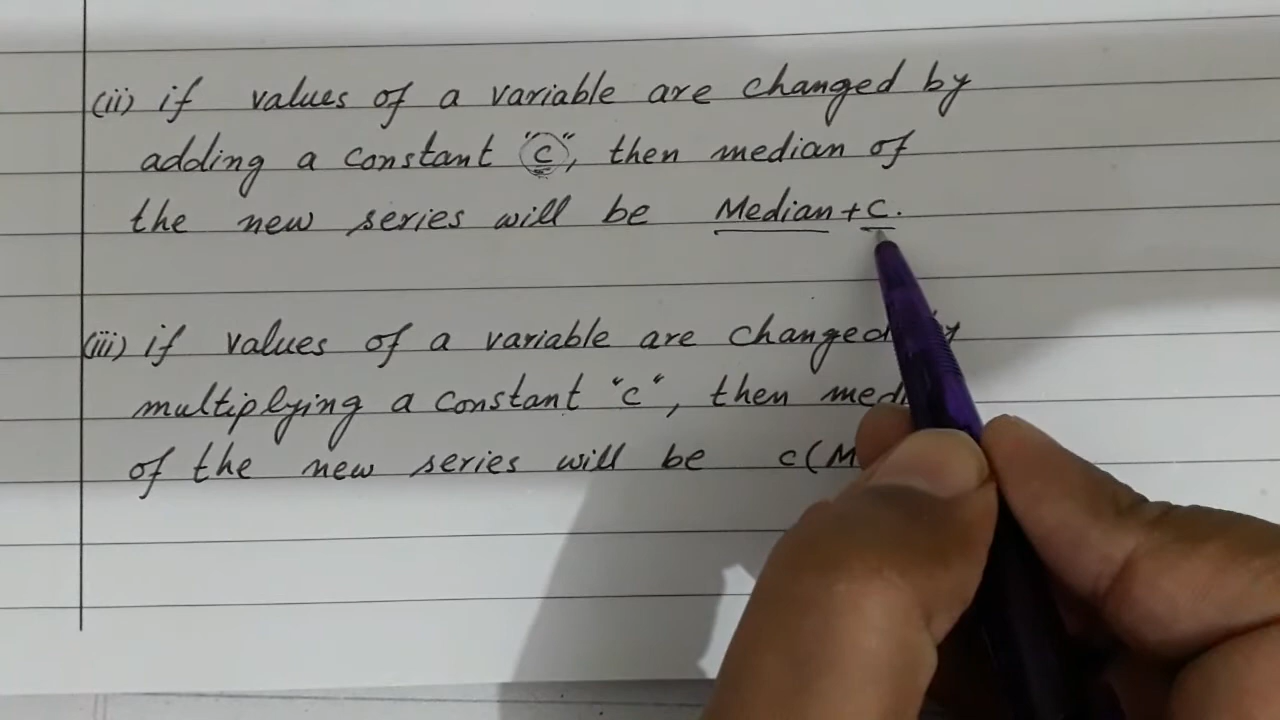 (ii) if values of a variable are changed by
adding a constant "c", then median of
the new series will be Median + c.
(iii) if values of a variable are changed
multiplying a constant "c", then
of the new series will be c(M